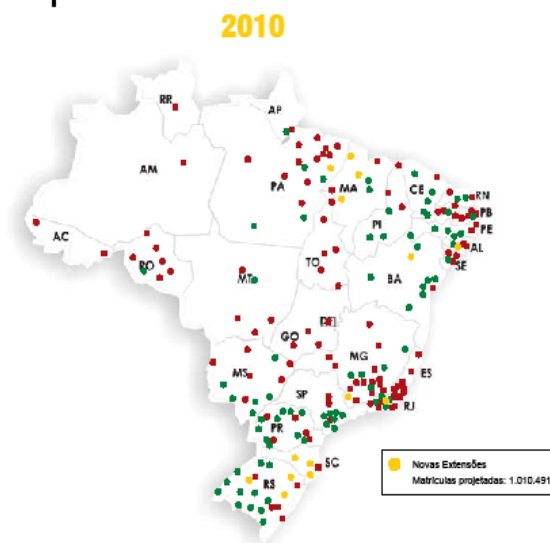 2010
RR
AP
AM
PA
MA
CE
RN
PB
PE
AL
SE
PI
AC
RO
TO
BA
MT
DF
GO
MG
ES
MS
SP
RJ
PR
SC
RS
Novas Extensões
Matrículas projetadas: 1.010.491